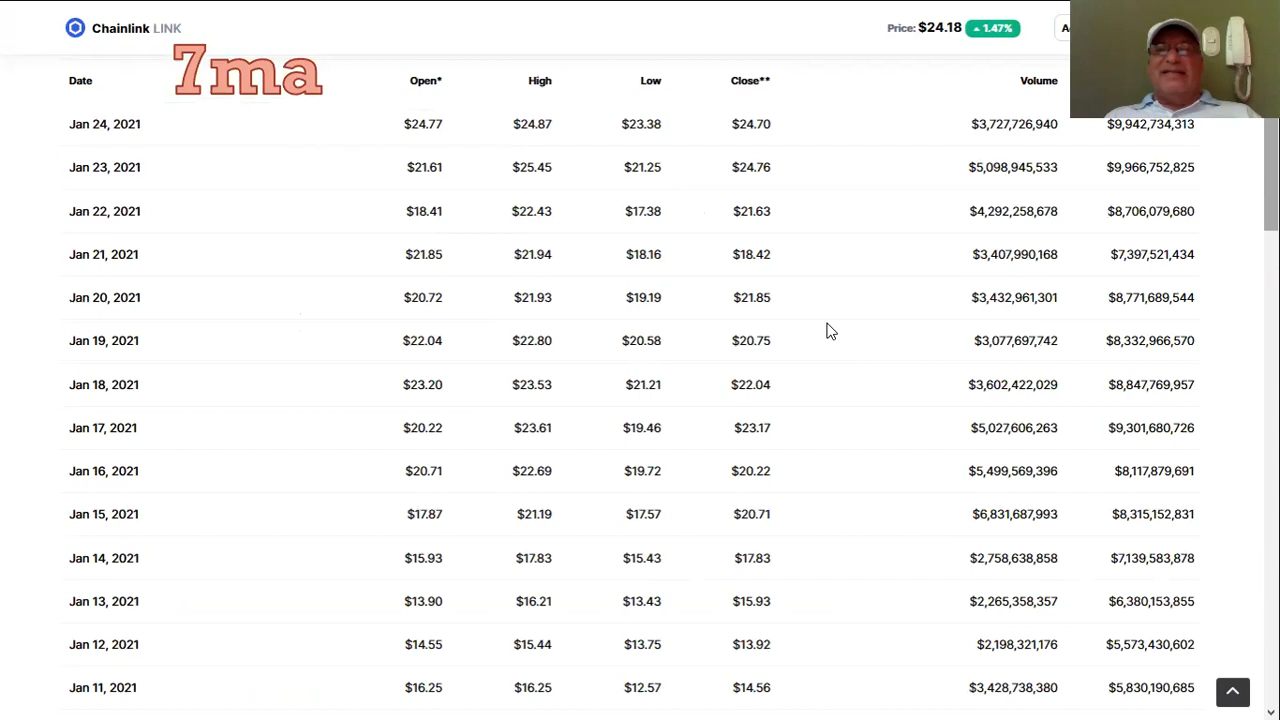 Chainlink LINK Price: $24.18 1.47%
7ma
Date Open* High Low Close** Volume
Jan 24, 2021 $24.77 $24.87 $23.38 $24.70 $3,727,726,940 $9,942,734,313
Jan 23, 2021 $21.61 $25.45 $21.25 $24.76 $5,098,945,533 $9,966,752,825
Jan 22, 2021 $18.41 $22.43 $17.38 $21.63 $4,292,258,678 $8,706,079,680
Jan 21, 2021 $21.85 $21.94 $18.16 $18.42 $3,407,990,168 $7,397,521,434
Jan 20, 2021 $20.72 $21.93 $19.19 $21.85 $3,432,961,301 $8,771,689,544
Jan 19, 2021 $22.04 $22.80 $20.58 $20.75 $3,077,697,742 $8,332,966,570
Jan 18, 2021 $23.20 $23.53 $21.21 $22.04 $3,602,422,029 $8,847,769,957
Jan 17, 2021 $20.22 $23.61 $19.46 $23.17 $5,027,606,263 $9,301,680,726
Jan 16, 2021 $20.71 $22.69 $19.72 $20.22 $5,499,569,396 $8,117,879,691
Jan 15, 2021 $17.87 $21.19 $17.57 $20.71 $6,831,687,993 $8,315,152,831
Jan 14, 2021 $15.93 $17.83 $15.43 $17.83 $2,758,638,858 $7,139,583,878
Jan 13, 2021 $13.90 $16.21 $13.43 $15.93 $2,265,358,357 $6,380,153,855
Jan 12, 2021 $14.55 $15.44 $13.75 $13.92 $2,198,321,176 $5,573,430,602
Jan 11, 2021 $16.25 $16.25 $12.57 $14.56 $3,428,738,380 $5,830,190,685